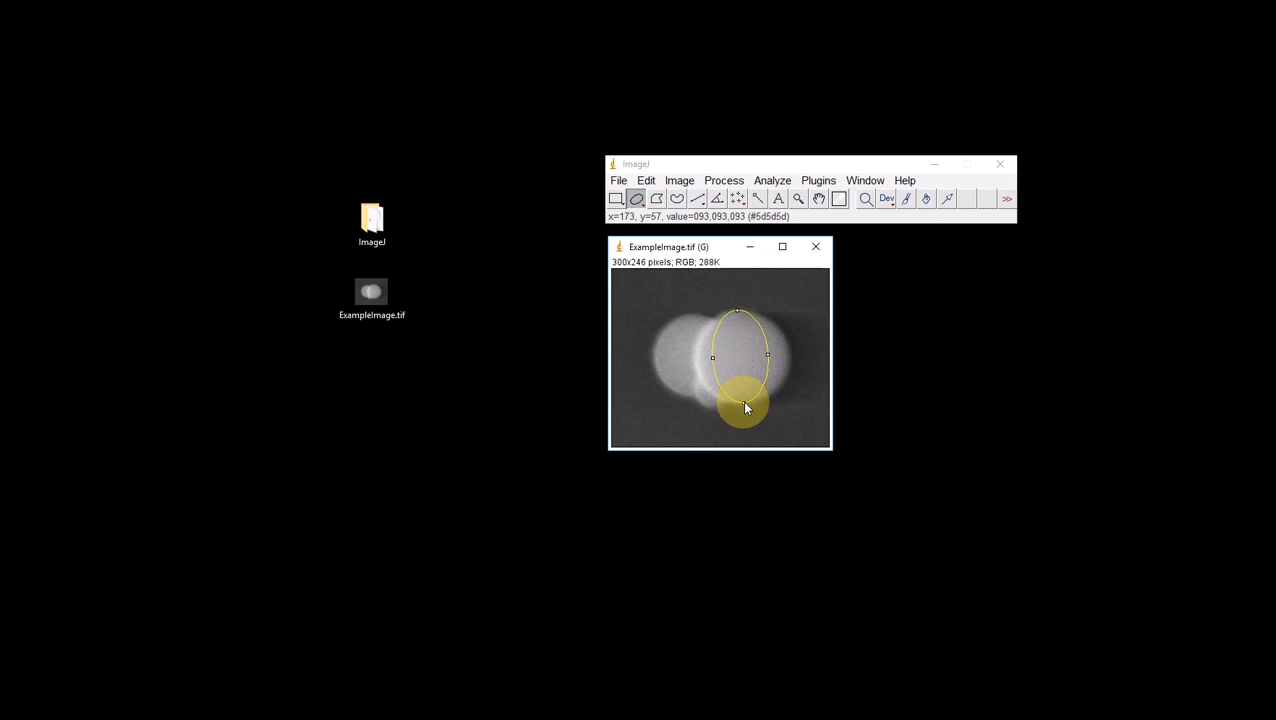 ImageJ
File Edit Image Process Analyze Plugins Window Help
A Dev >>
x=173, y=57, value=093,093,093 (#5d5d5d)
ImageJ
ExampleImage.tif (G)
300x246 pixels; RGB; 288K
ExampleImage.tif